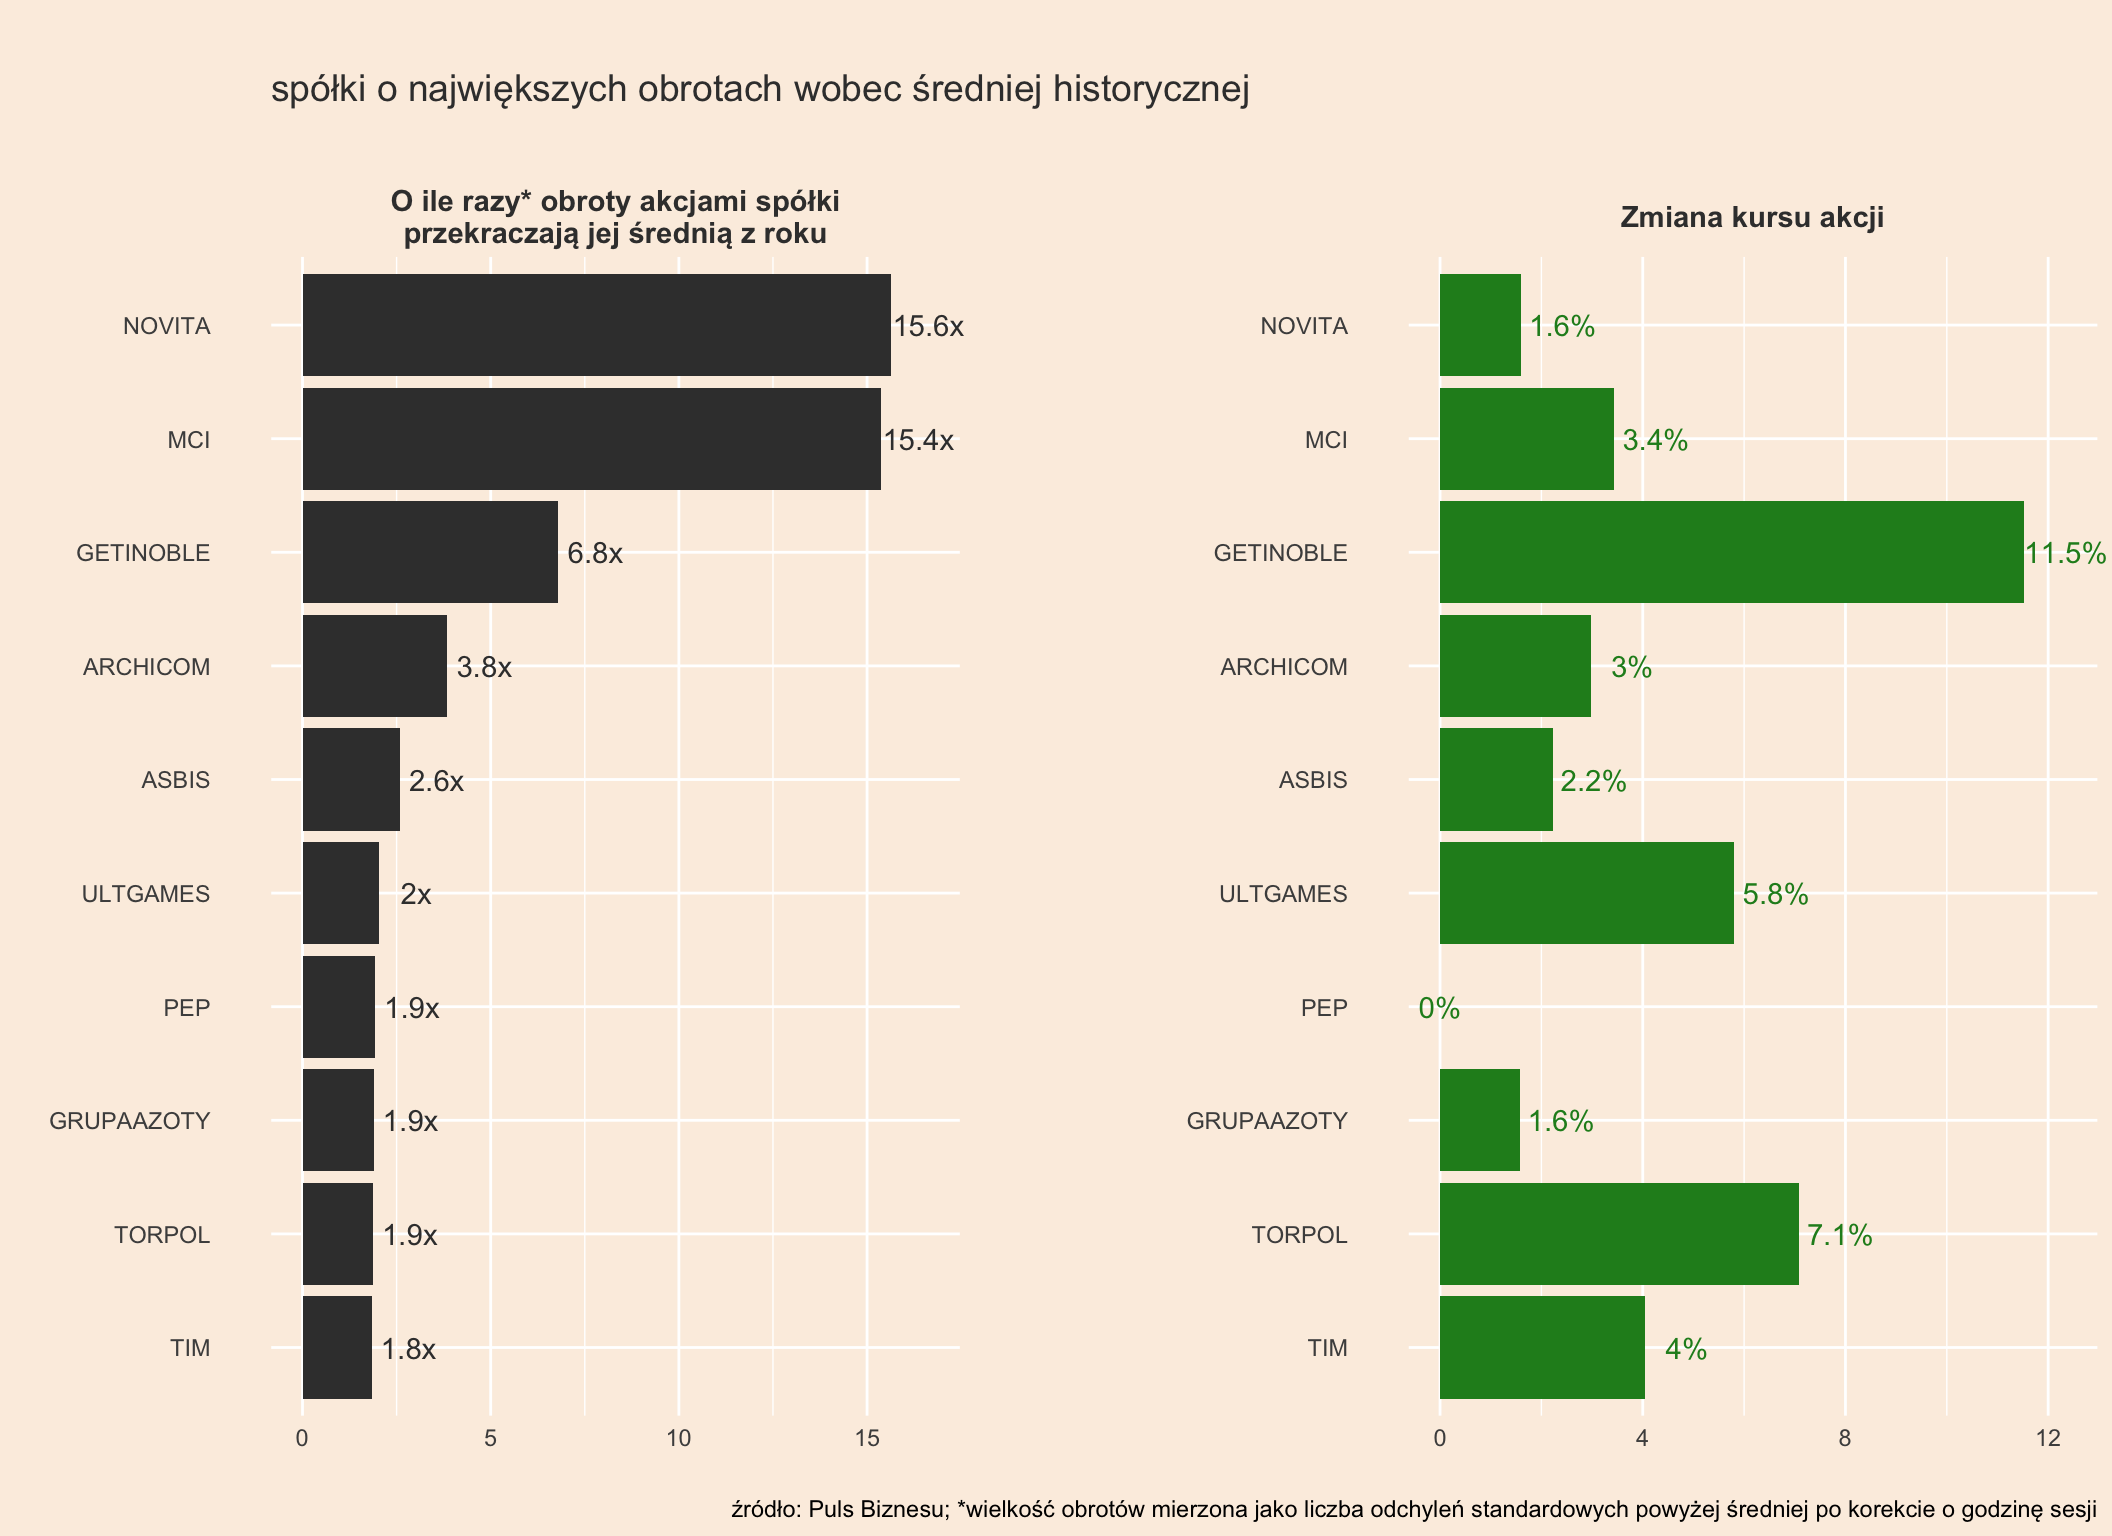 spółki o największych obrotach wobec średniej historycznej
O ile razy* obroty akcjami spółki
przekraczają jej średnią z roku
NOVITA 15.6x
MCI 15.4x
GETINOBLE 6.8x
ARCHICOM 3.8x
ASBIS 2.6x
ULTGAMES 2x
PEP 1.9x
GRUPAAZOTY 1.9x
TORPOL 1.9x
TIM 1.8x
0 5 10 15
Zmiana kursu akcji
NOVITA 1.6%
MCI 3.4%
GETINOBLE 11.5%
ARCHICOM 3%
ASBIS 2.2%
ULTGAMES 5.8%
PEP 0%
GRUPAAZOTY 1.6%
TORPOL 7.1%
TIM 4%
0 4 8 12
źródło: Puls Biznesu; *wielkość obrotów mierzona jako liczba odchyleń standardowych powyżej średniej po korekcie o godzinę sesji